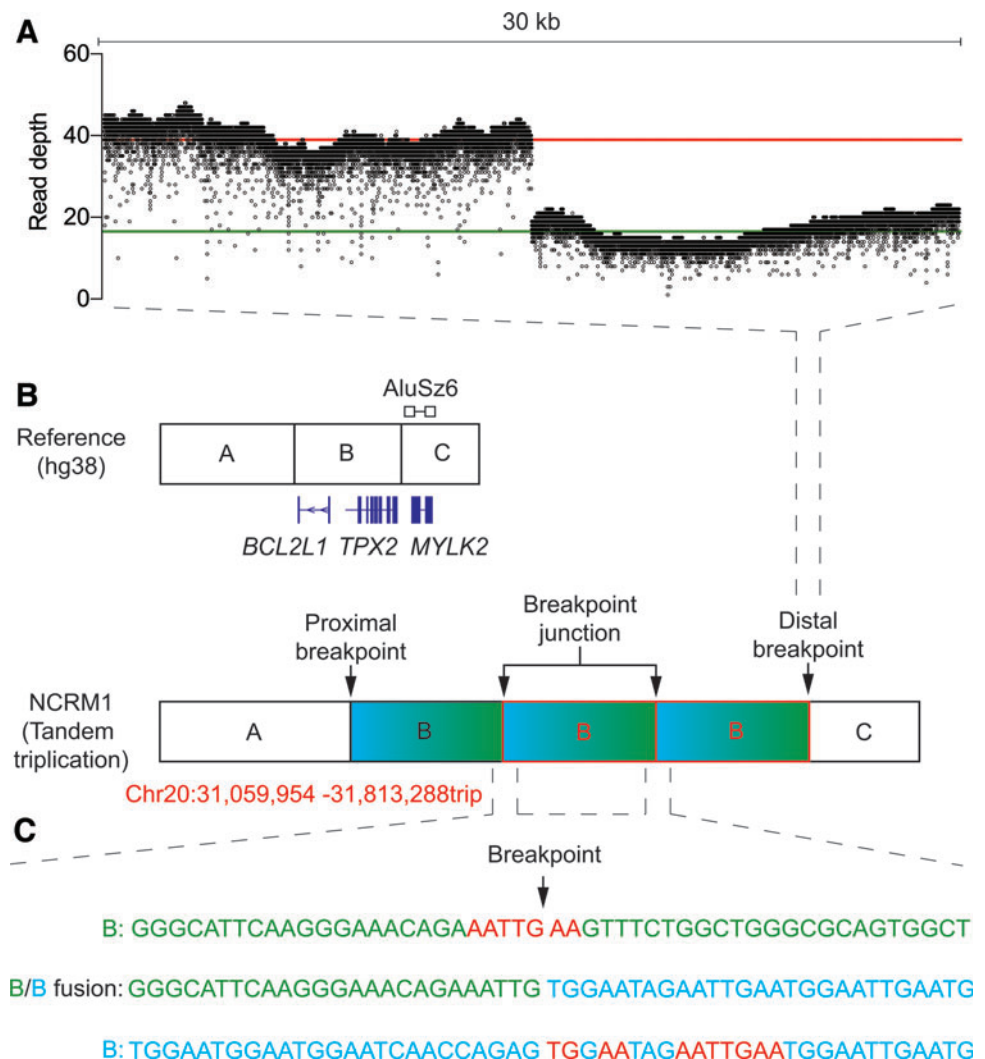 A
30 kb
60
40
20
0
Read depth
B
AluSz6
Reference
(hg38)
A B C
BCL2L1 TPX2 MYLK2
Proximal
breakpoint
Breakpoint
junction
Distal
breakpoint
NCRM1
(Tandem
triplication)
A B B B C
Chr20:31,059,954 -31,813,288trip
C
Breakpoint
B: GGGCATTCAAGGGAAACAGAAATTG AAGTTTCTGGCTGGGCGCAGTGGCT
B/B fusion: GGGCATTCAAGGGAAACAGAAATTG TGGAATAGAATTGAATGGAATTGAATG
B: TGGAATGGAATGGAATCAACCAGAG TGGAATAGAATTGAATGGAATTGAATG